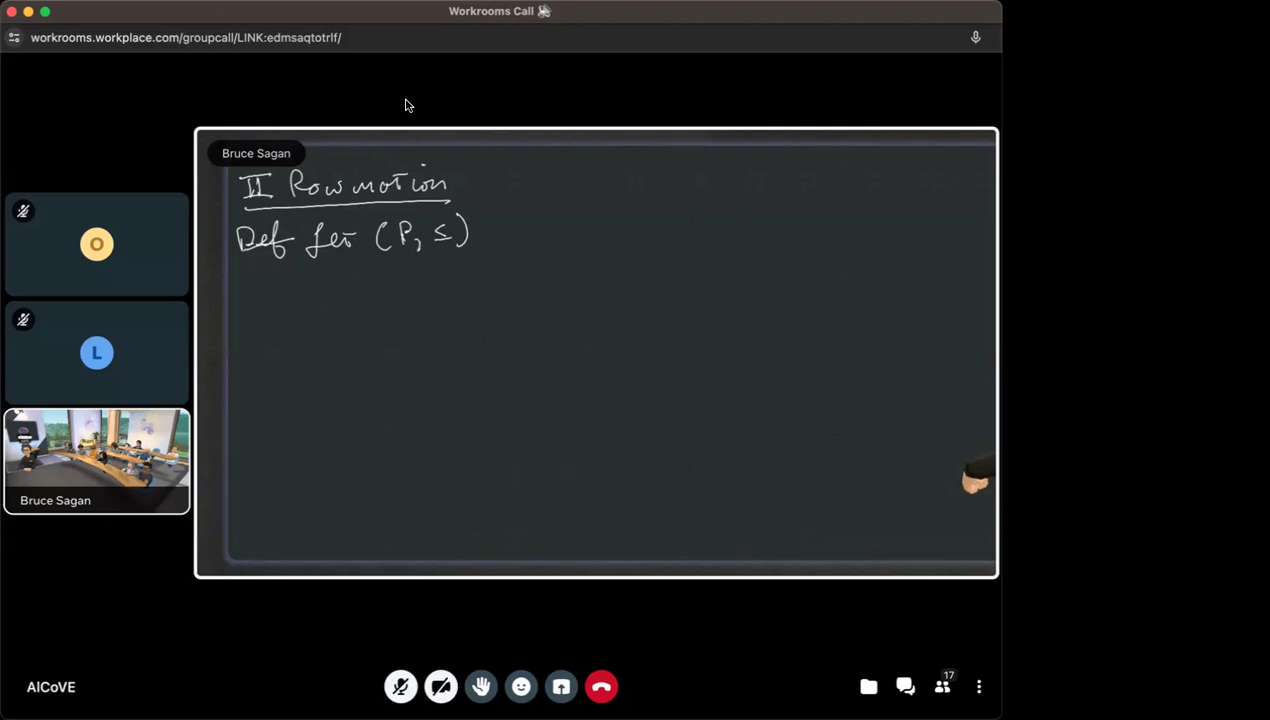 Workrooms Call
workrooms.workplace.com/groupcall/LINK:edmsaqtotrlf/
Bruce Sagan
II Rowmotion
Def Let (P, ≤)
O
L
Bruce Sagan
AICoVE
17